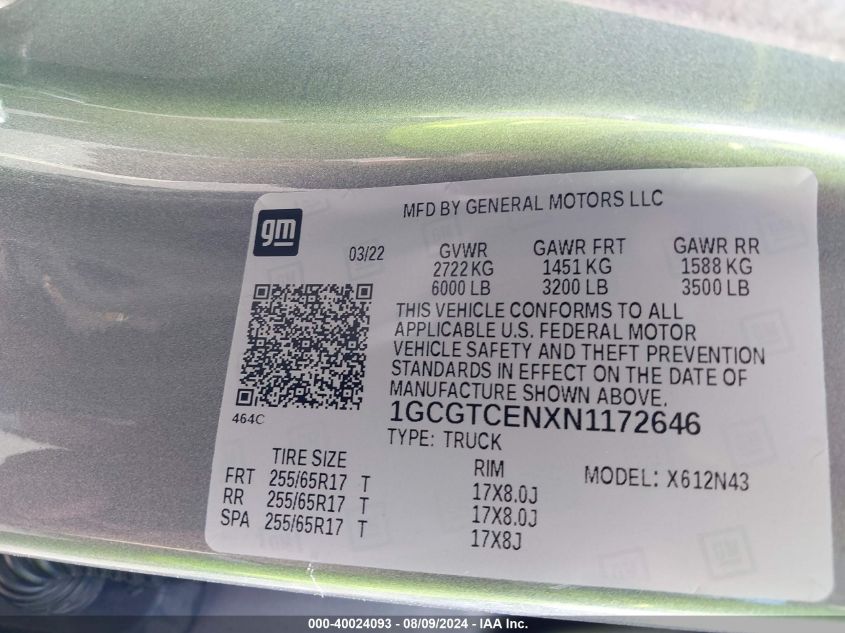 MFD BY GENERAL MOTORS LLC
gm
03/22
GVWR GAWR FRT GAWR RR
2722 KG 1451 KG 1588 KG
6000 LB 3200 LB 3500 LB
THIS VEHICLE CONFORMS TO ALL
APPLICABLE U.S. FEDERAL MOTOR
VEHICLE SAFETY AND THEFT PREVENTION
STANDARDS IN EFFECT ON THE DATE OF
MANUFACTURE SHOWN ABOVE.
464C
1GCGTCENXN1172646
TYPE: TRUCK
TIRE SIZE RIM MODEL: X612N43
FRT 255/65R17 T 17X8.0J
RR 255/65R17 T 17X8.0J
SPA 255/65R17 T 17X8J
000-40024093 - 08/09/2024 - IAA Inc.